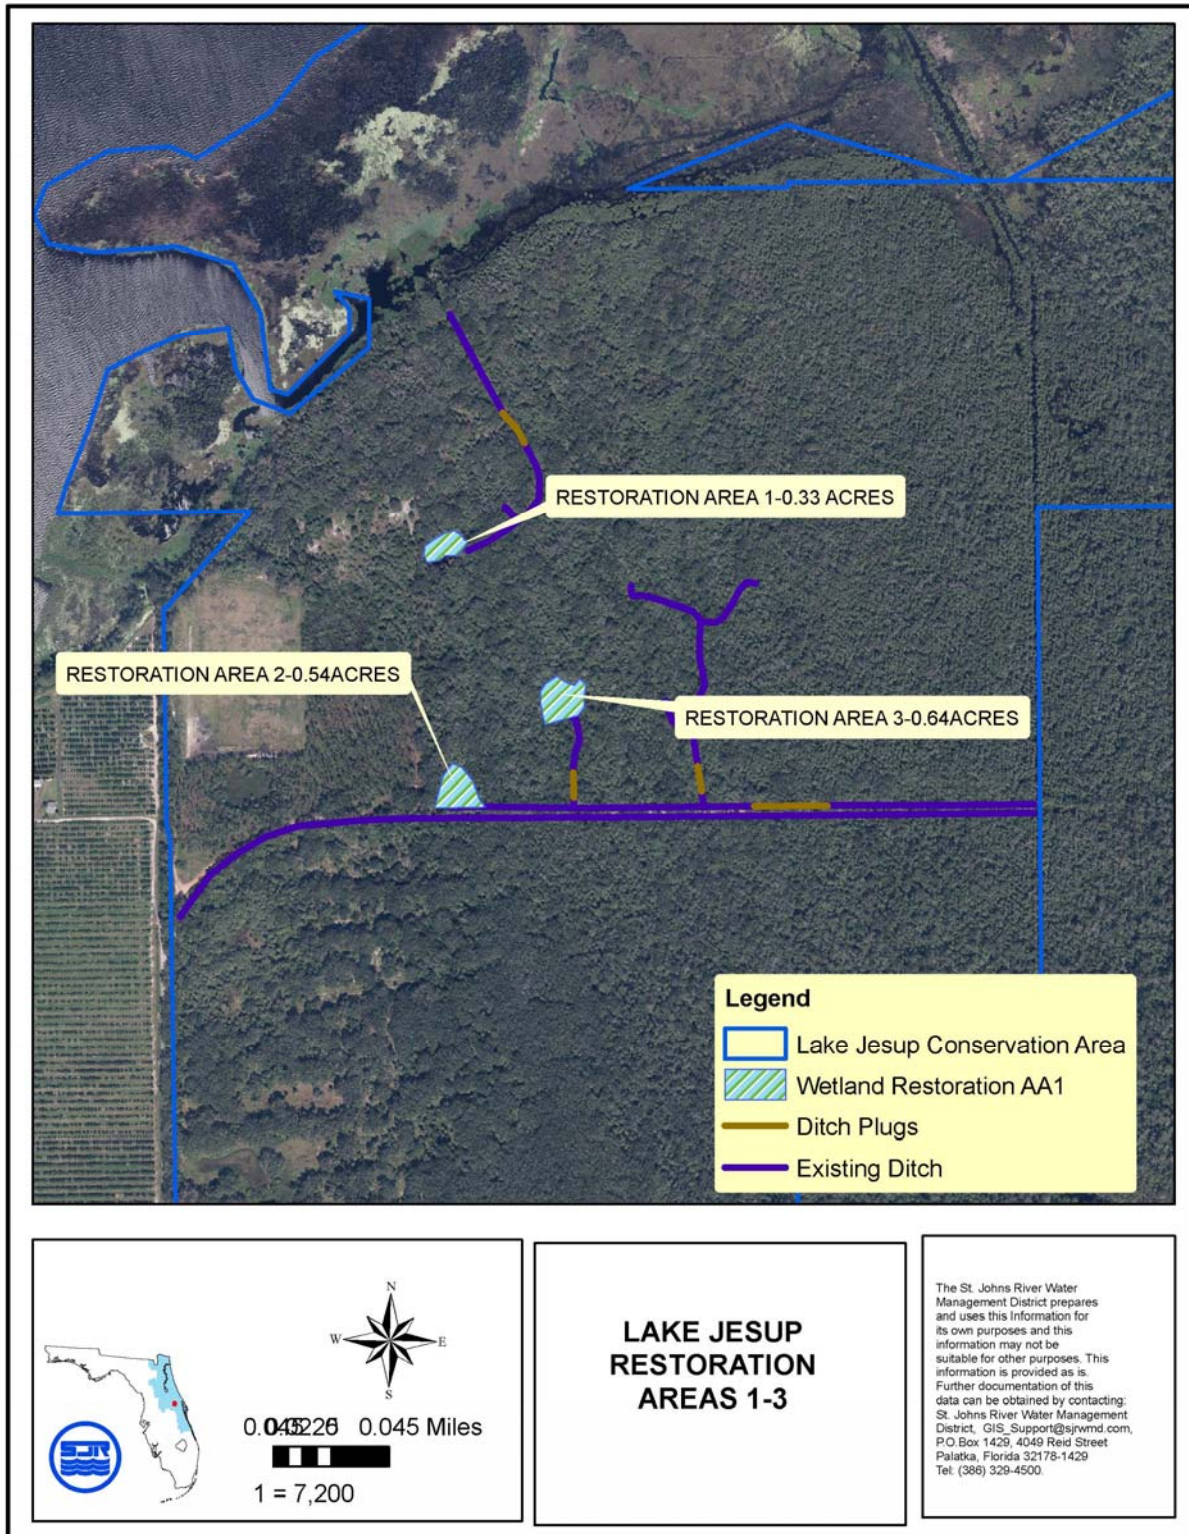 RESTORATION AREA 1-0.33 ACRES
RESTORATION AREA 2-0.54ACRES
RESTORATION AREA 3-0.64ACRES
Legend
Lake Jesup Conservation Area
Wetland Restoration AA1
Ditch Plugs
Existing Ditch
N
W E
S
0.045 Miles
1 = 7,200
SJR
LAKE JESUP
RESTORATION
AREAS 1-3
The St. Johns River Water
Management District prepares
and uses this Information for
its own purposes and this
information may not be
suitable for other purposes. This
information is provided as is.
Further documentation of this
data can be obtained by contacting:
St. Johns River Water Management
District, GIS_Support@sjrwmd.com,
P.O.Box 1429, 4049 Reid Street
Palatka, Florida 32178-1429
Tel: (386) 329-4500.